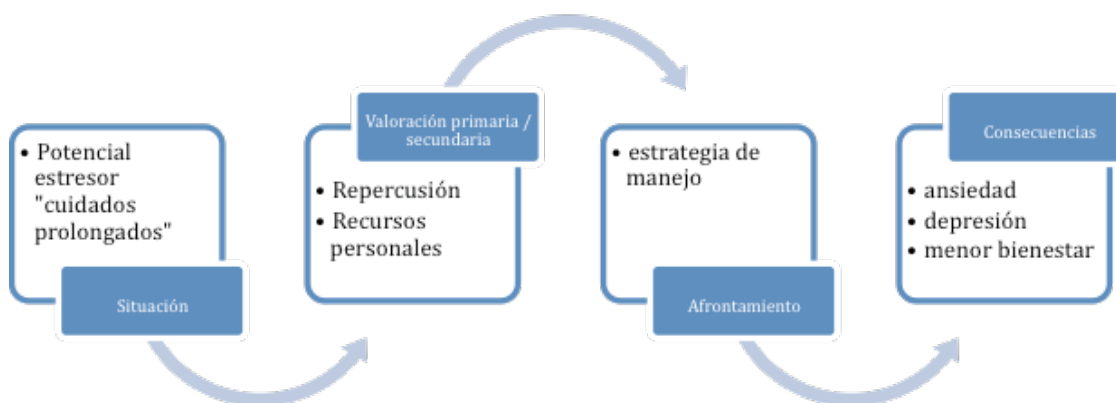 • Potencial
estresor
"cuidados
prolongados"
Situación
Valoración primaria /
secundaria
• Repercusión
• Recursos
personales
• estrategia de
manejo
Afrontamiento
Consecuencias
• ansiedad
• depresión
• menor bienestar